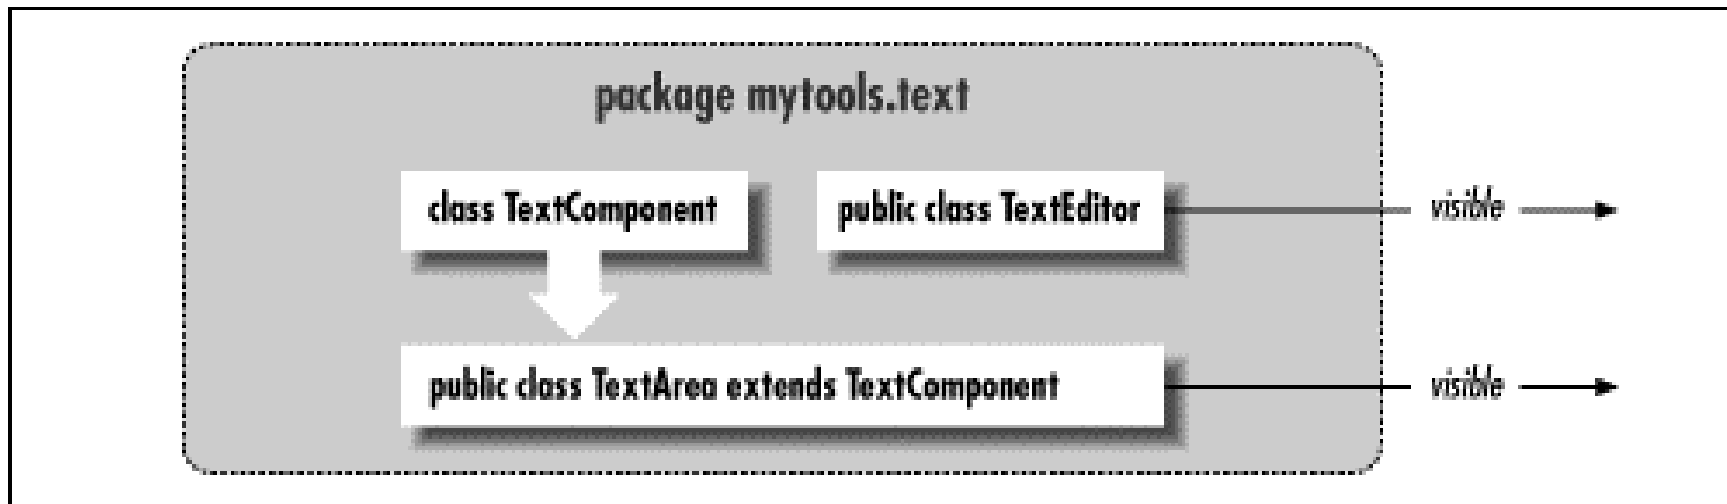 package mytools.text
class TextComponent
public class TextEditor
visible
public class TextArea extends TextComponent
visible